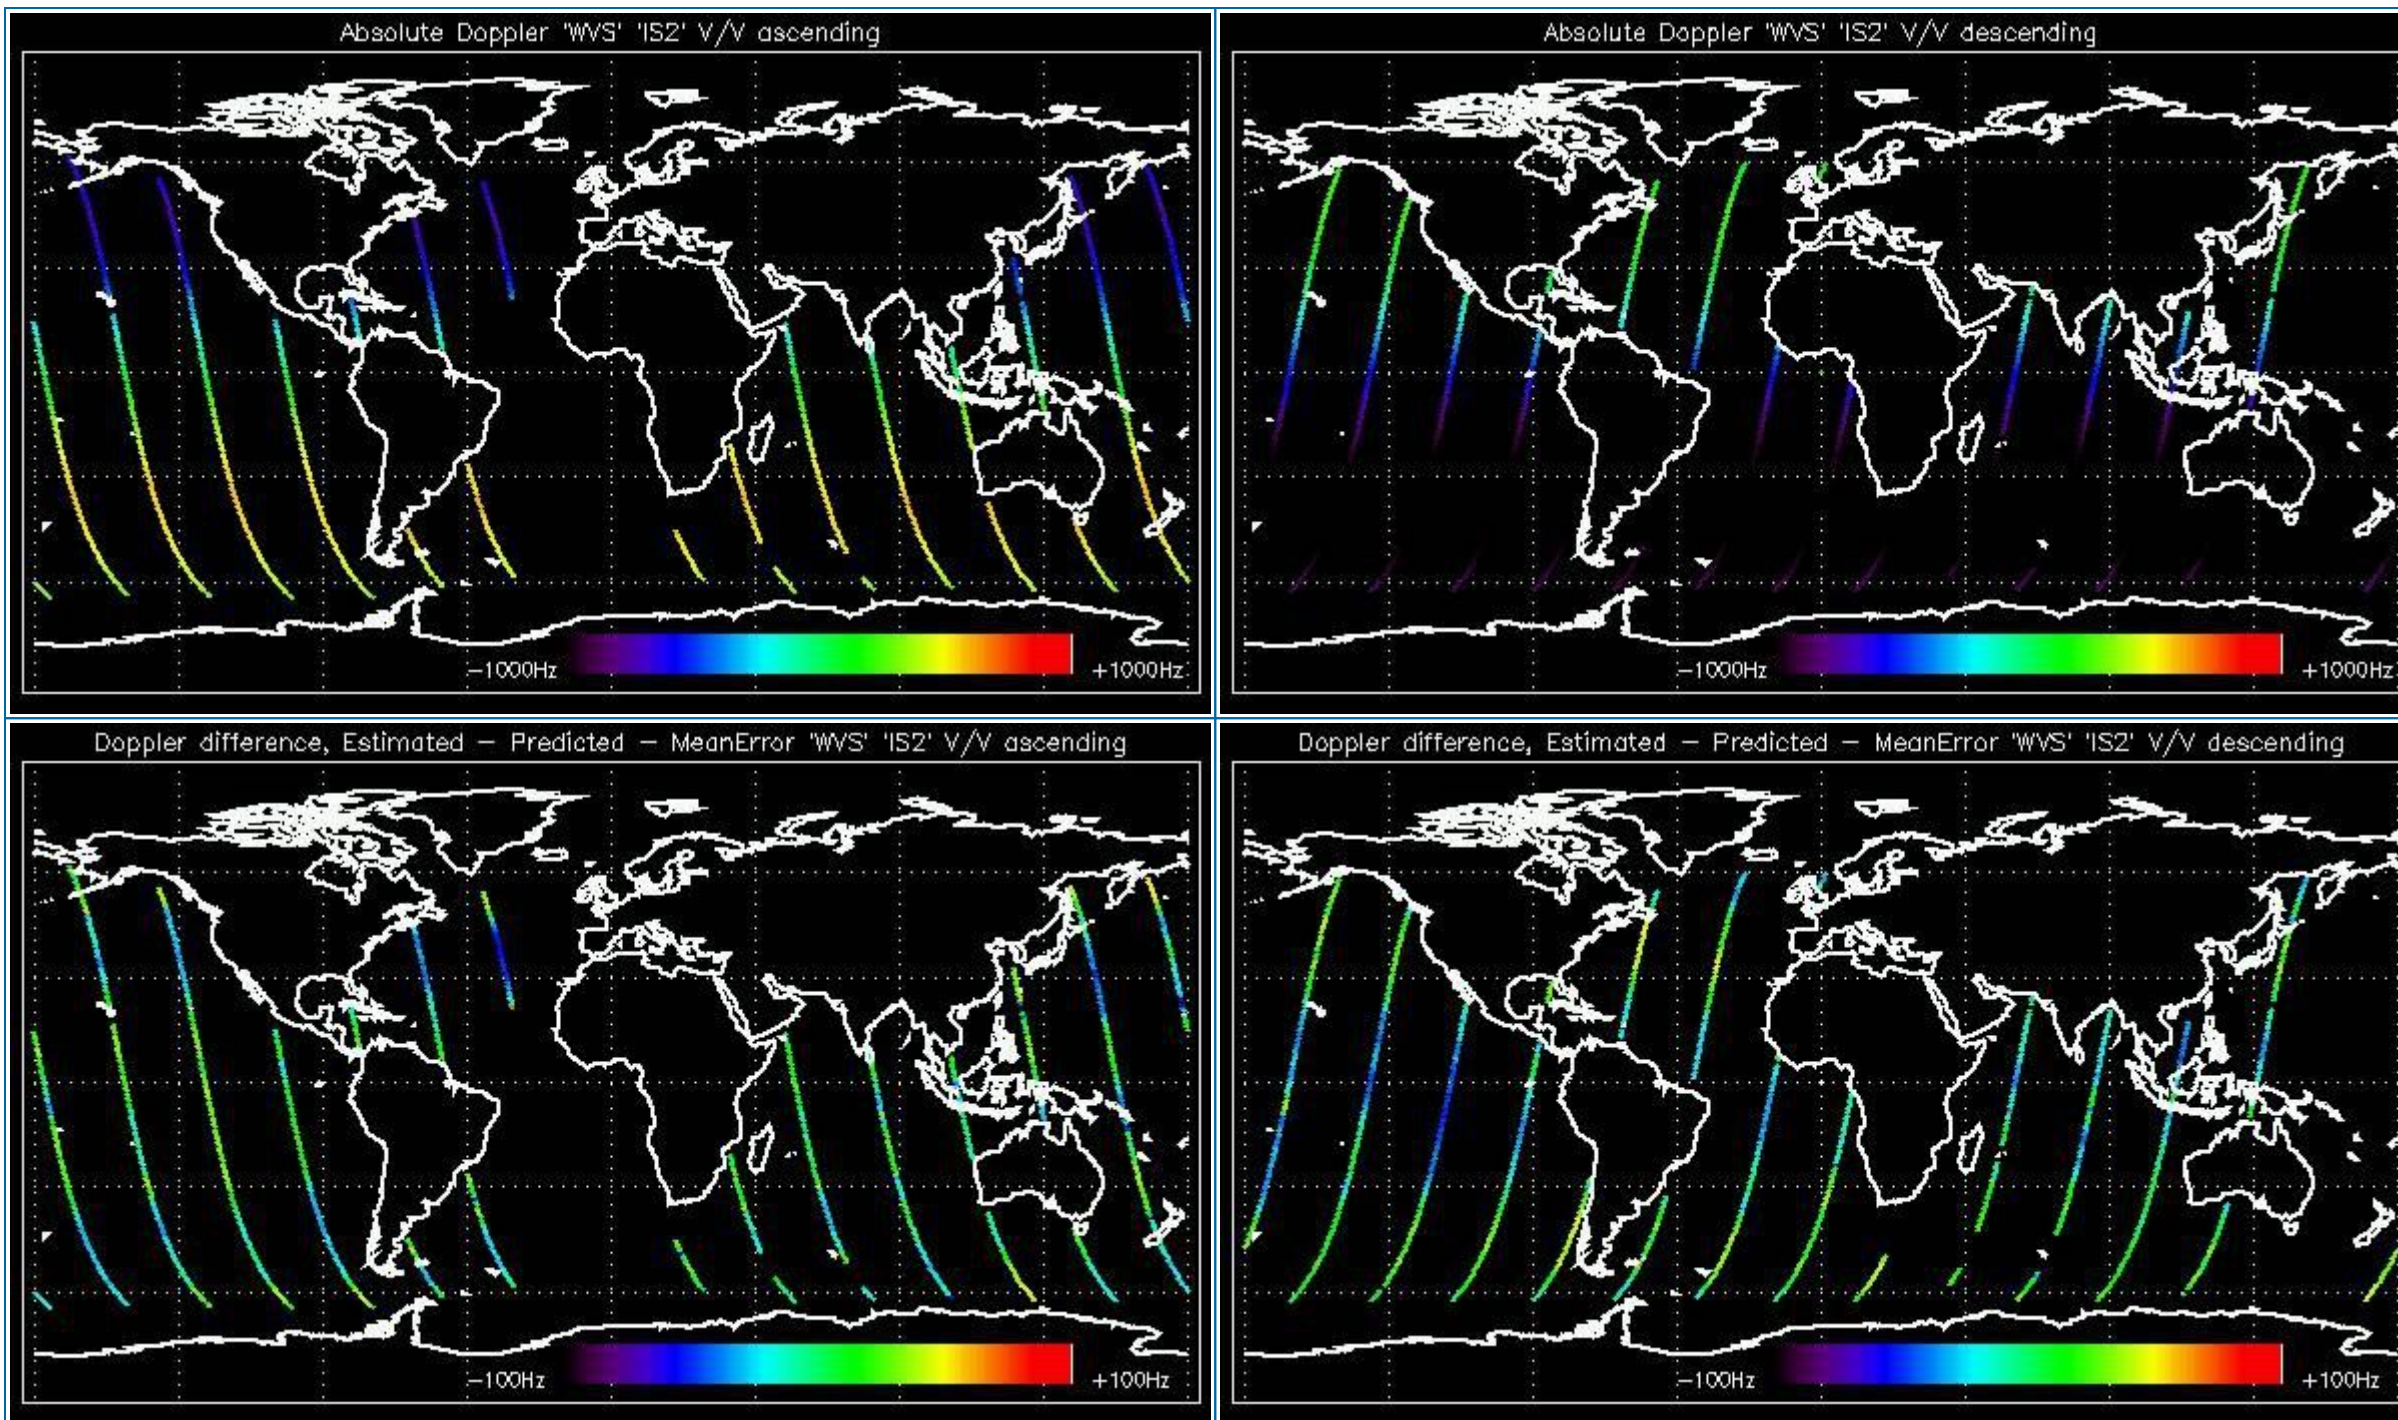 Absolute Doppler 'WVS' 'IS2' V/V ascending
−1000Hz
+1000Hz
Absolute Doppler 'WVS' 'IS2' V/V descending
−1000Hz
+1000Hz
Doppler difference, Estimated − Predicted − MeanError 'WVS' 'IS2' V/V ascending
−100Hz
+100Hz
Doppler difference, Estimated − Predicted − MeanError 'WVS' 'IS2' V/V descending
−100Hz
+100Hz